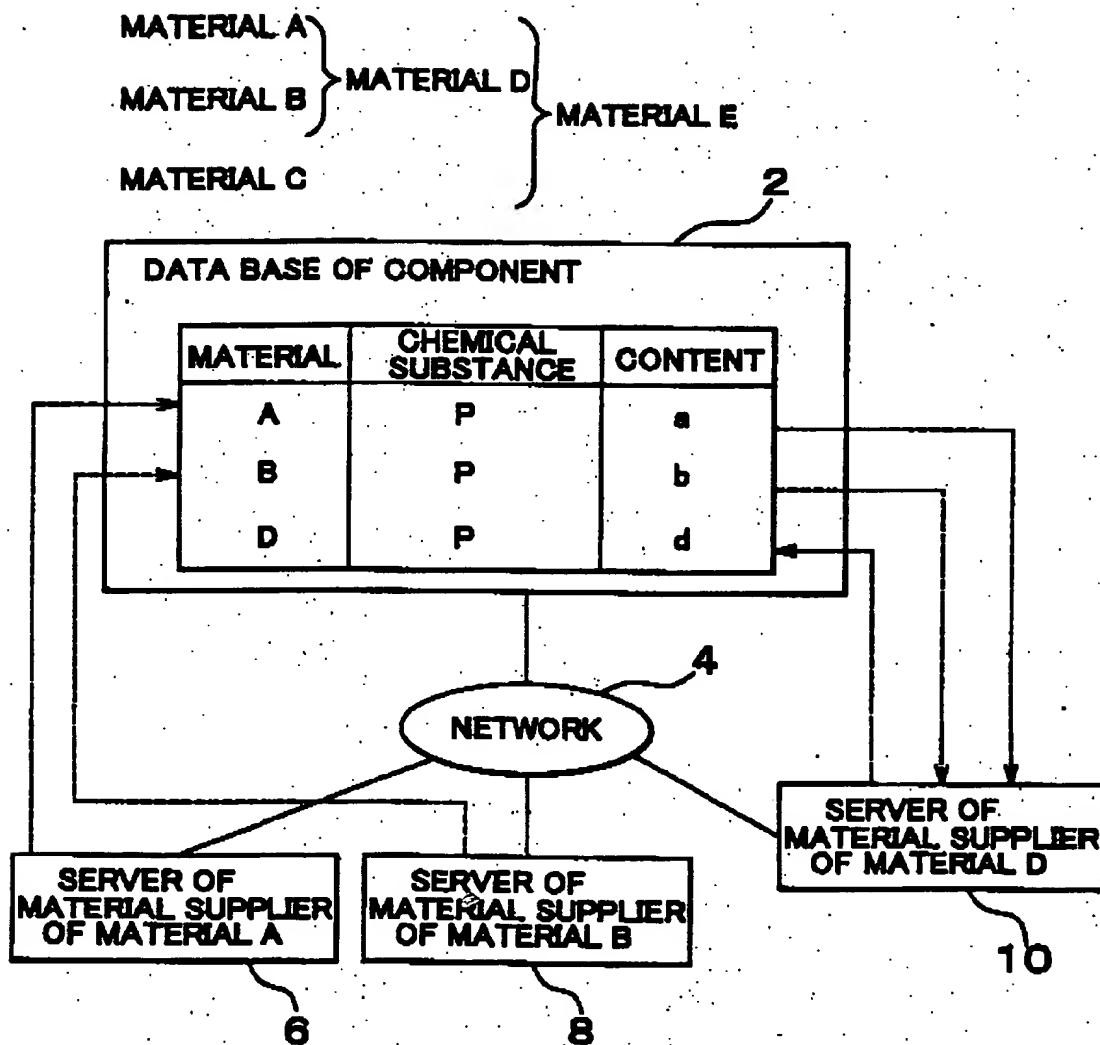 MATERIAL A
MATERIAL D
MATERIAL B
MATERIAL E
MATERIAL C
2
DATA BASE OF COMPONENT
MATERIAL CHEMICAL SUBSTANCE CONTENT
A P a
B P b
D P d
4
NETWORK
SERVER OF
MATERIAL SUPPLIER
OF MATERIAL D
10
SERVER OF
MATERIAL SUPPLIER
OF MATERIAL A
6
SERVER OF
MATERIAL SUPPLIER
OF MATERIAL B
8